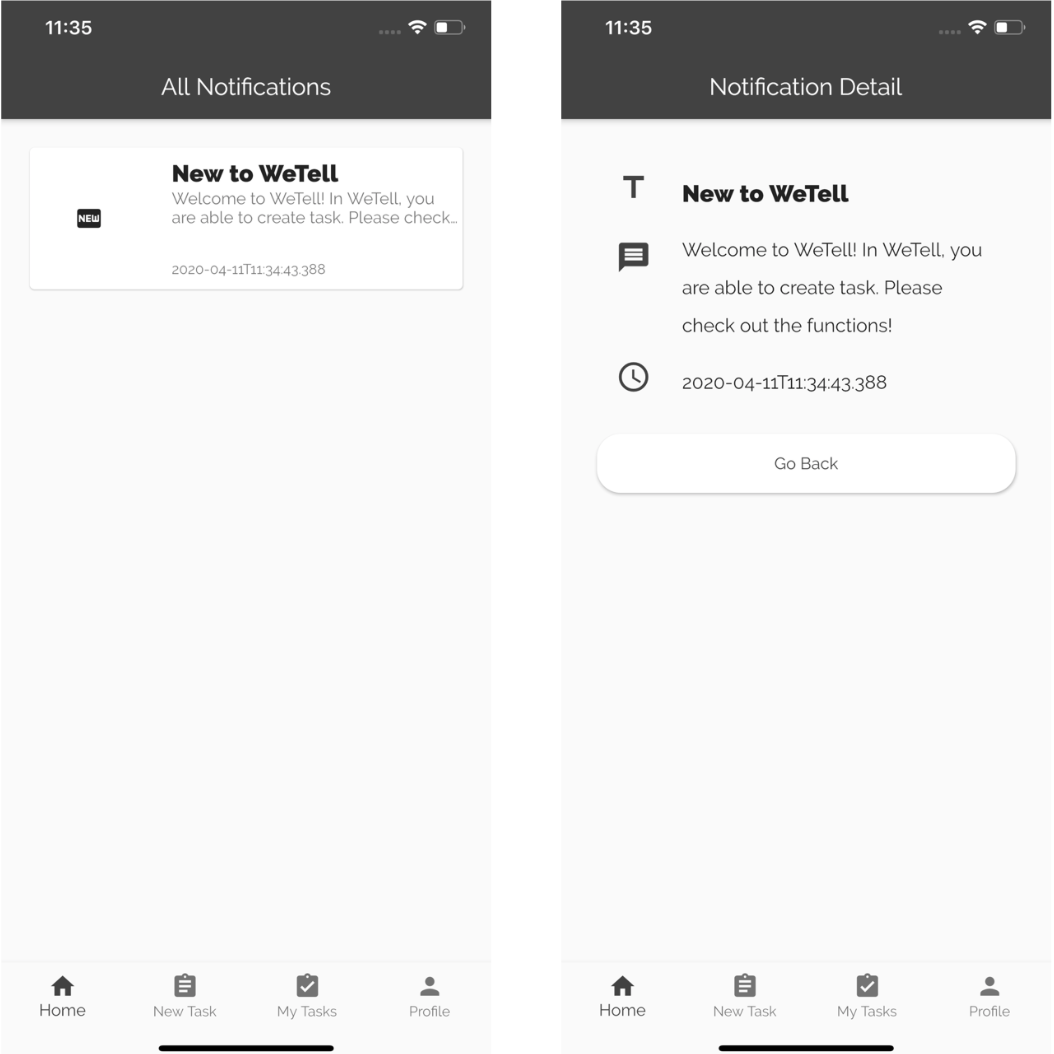 11:35
All Notifications
New to WeTell
Welcome to WeTell! In WeTell, you
are able to create task. Please check...
NEW
2020-04-11T11:34:43.388
Home
New Task
My Tasks
Profile
11:35
Notification Detail
T
New to WeTell
Welcome to WeTell! In WeTell, you
are able to create task. Please
check out the functions!
2020-04-11T11:34:43.388
Go Back
Home
New Task
My Tasks
Profile